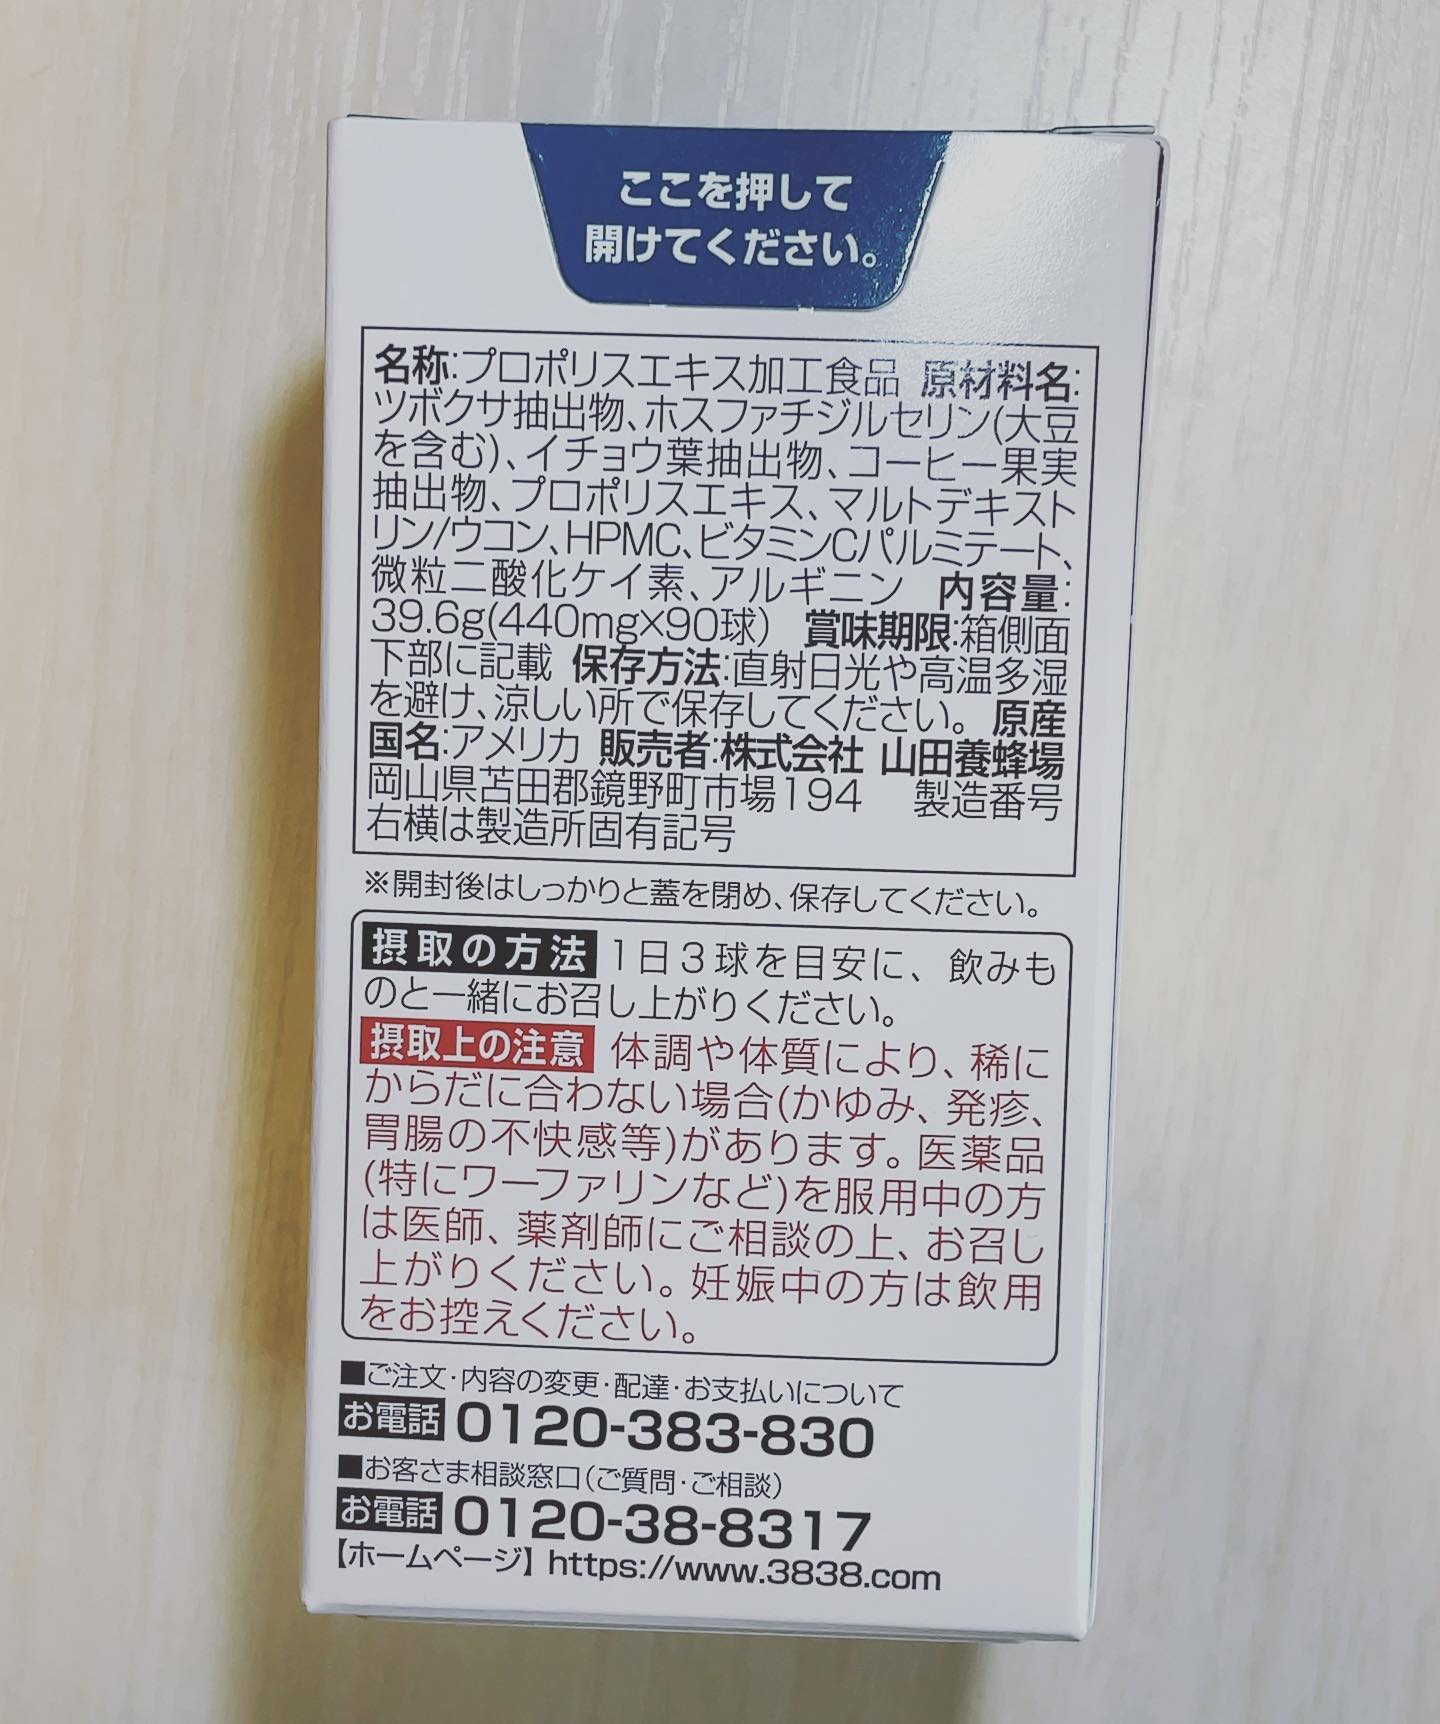 ここを押して
開けてください。
名称:プロポリスエキス加工食品 原材料名:
ツボクサ抽出物、ホスファチジルセリン(大豆
を含む)、イチョウ葉抽出物、コーヒー果実
抽出物、プロポリスエキス、マルトデキスト
リン/ウコン、HPMC、ビタミンCパルミテート、
微粒二酸化ケイ素、アルギニン 内容量:
39.6g(440mg×90球) 賞味期限:箱側面
下部に記載 保存方法:直射日光や高温多湿
を避け、涼しい所で保存してください。 原産
国名:アメリカ 販売者:株式会社 山田養蜂場
岡山県苫田郡鏡野町市場194 製造番号
右横は製造所固有記号
※開封後はしっかりと蓋を閉め、保存してください。
摂取の方法 1日3球を目安に、飲みも
のと一緒にお召し上がりください。
摂取上の注意 体調や体質により、稀に
からだに合わない場合(かゆみ、発疹、
胃腸の不快感等)があります。医薬品
(特にワーファリンなど)を服用中の方
は医師、薬剤師にご相談の上、お召し
上がりください。妊娠中の方は飲用
をお控えください。
■ご注文・内容の変更・配達・お支払いについて
お電話 0120-383-830
■お客さま相談窓口(ご質問・ご相談)
お電話 0120-38-8317
【ホームページ】https://www.3838.com